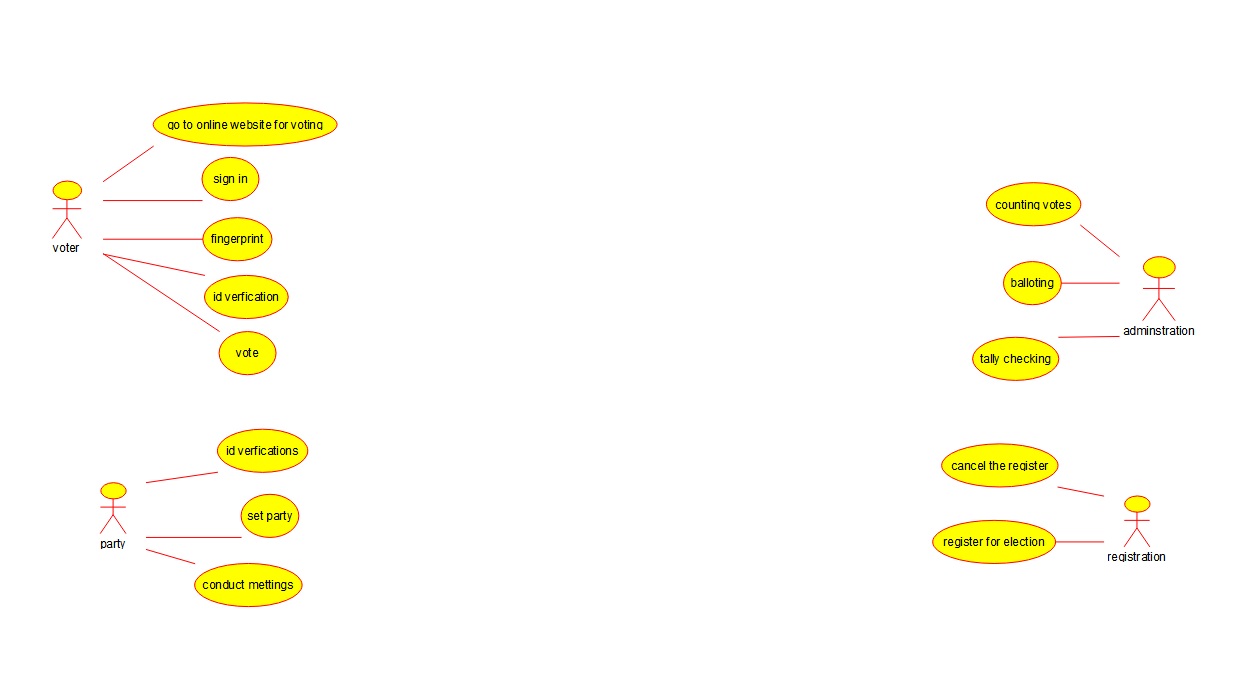 go to online website for voting
sign in
voter
fingerprint
id verfication
vote
counting votes
balloting
adminstration
tally checking
id verfications
set party
party
conduct mettings
cancel the register
register for election
registration